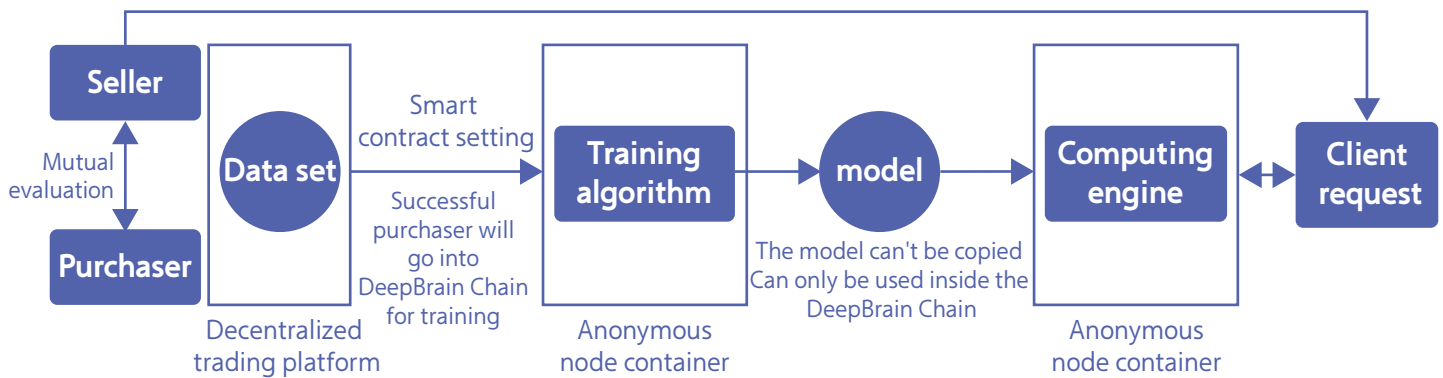 Seller
Mutual
evaluation
Purchaser
Data set
Decentralized
trading platform
Smart
contract setting
Successful
purchaser will
go into
DeepBrain Chain
for training
Training
algorithm
Anonymous
node container
model
The model can't be copied
Can only be used inside the
DeepBrain Chain
Computing
engine
Anonymous
node container
Client
request